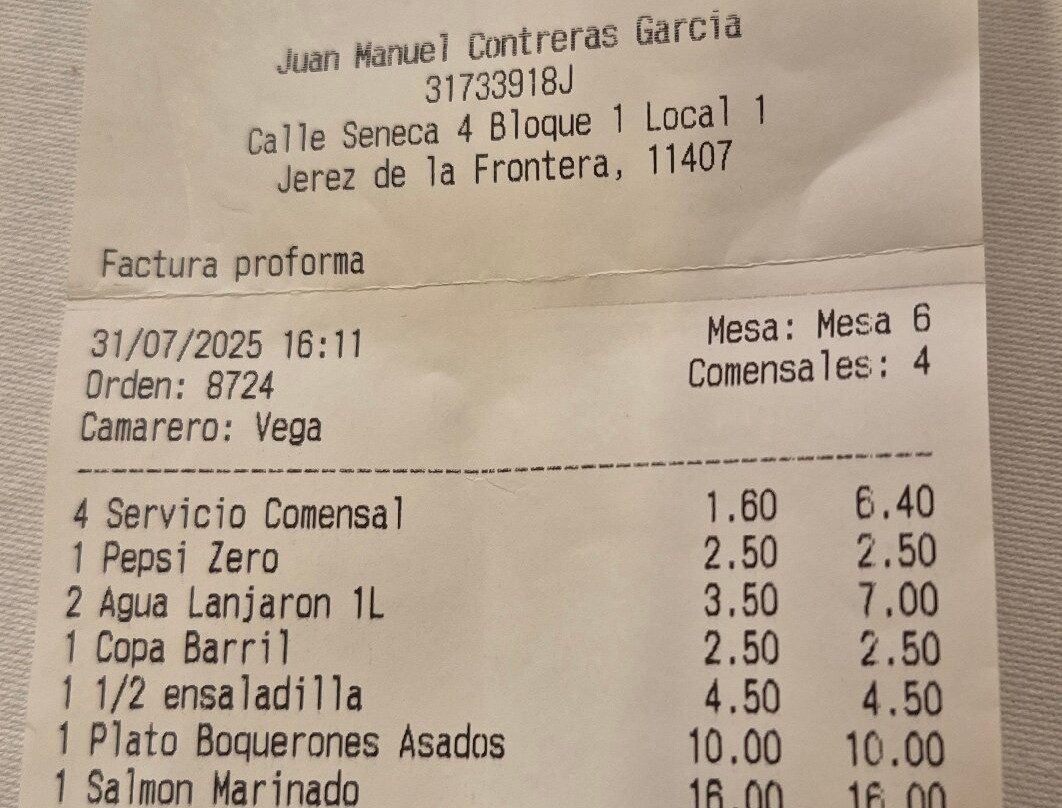 Juan Manuel Contreras Garcia
31733918J
Calle Seneca 4 Bloque 1 Local 1
Jerez de la Frontera, 11407
Factura proforma
31/07/2025 16:11 Mesa: Mesa 6
Orden: 8724 Comensales: 4
Camarero: Vega
4 Servicio Comensal 1.60 6.40
1 Pepsi Zero 2.50 2.50
2 Agua Lanjaron 1L 3.50 7.00
1 Copa Barril 2.50 2.50
1 1/2 ensaladilla 4.50 4.50
1 Plato Boquerones Asados 10.00 10.00
1 Salmon Marinado 16.00 16.00